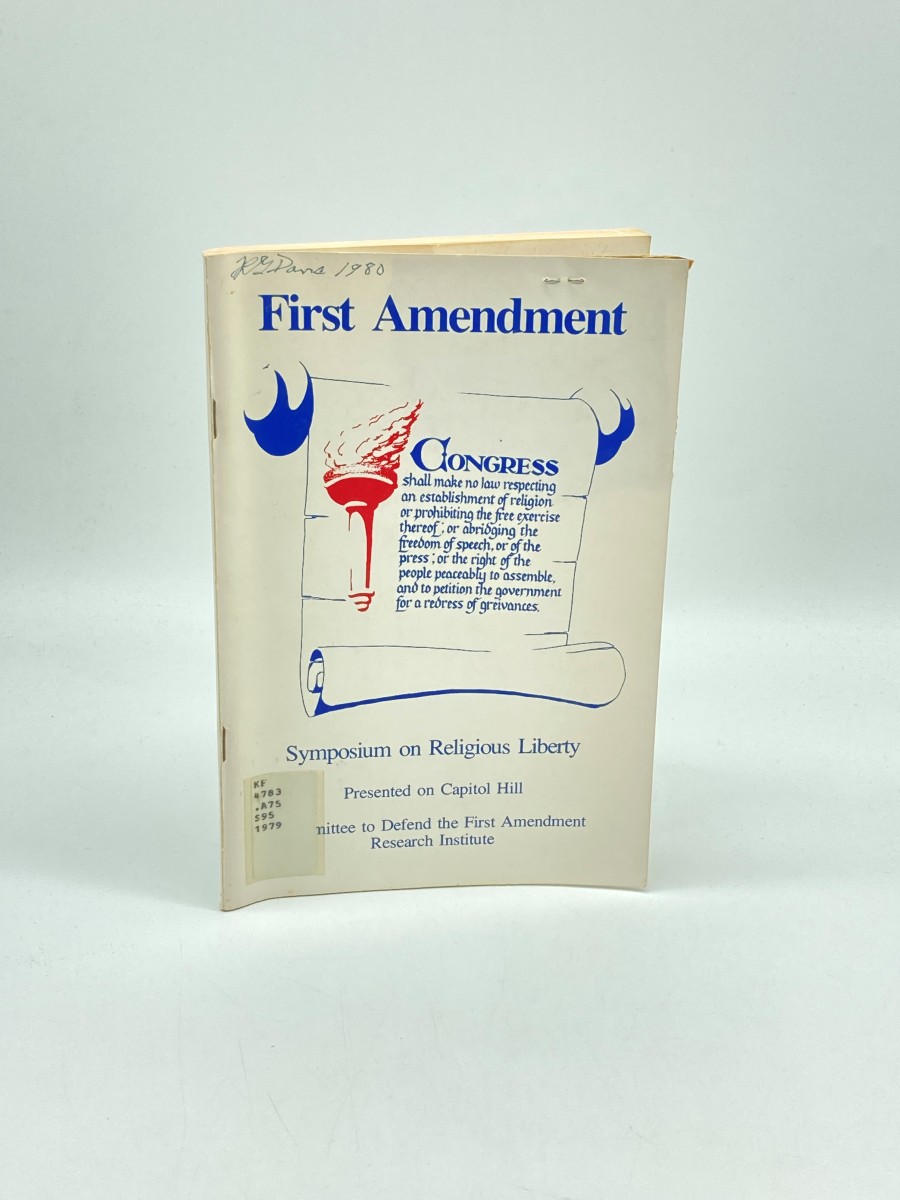 RG Davis 1980
First Amendment
CONGRESS
shall make no law respecting
an establishment of religion
or prohibiting the free exercise
thereof; or abridging the
freedom of speech, or of the
press; or the right of the
people peaceably to assemble,
and to petition the government
for a redress of greivances.
Symposium on Religious Liberty
Presented on Capitol Hill
mittee to Defend the First Amendment
Research Institute
KF
4783
.A75
S95
1979